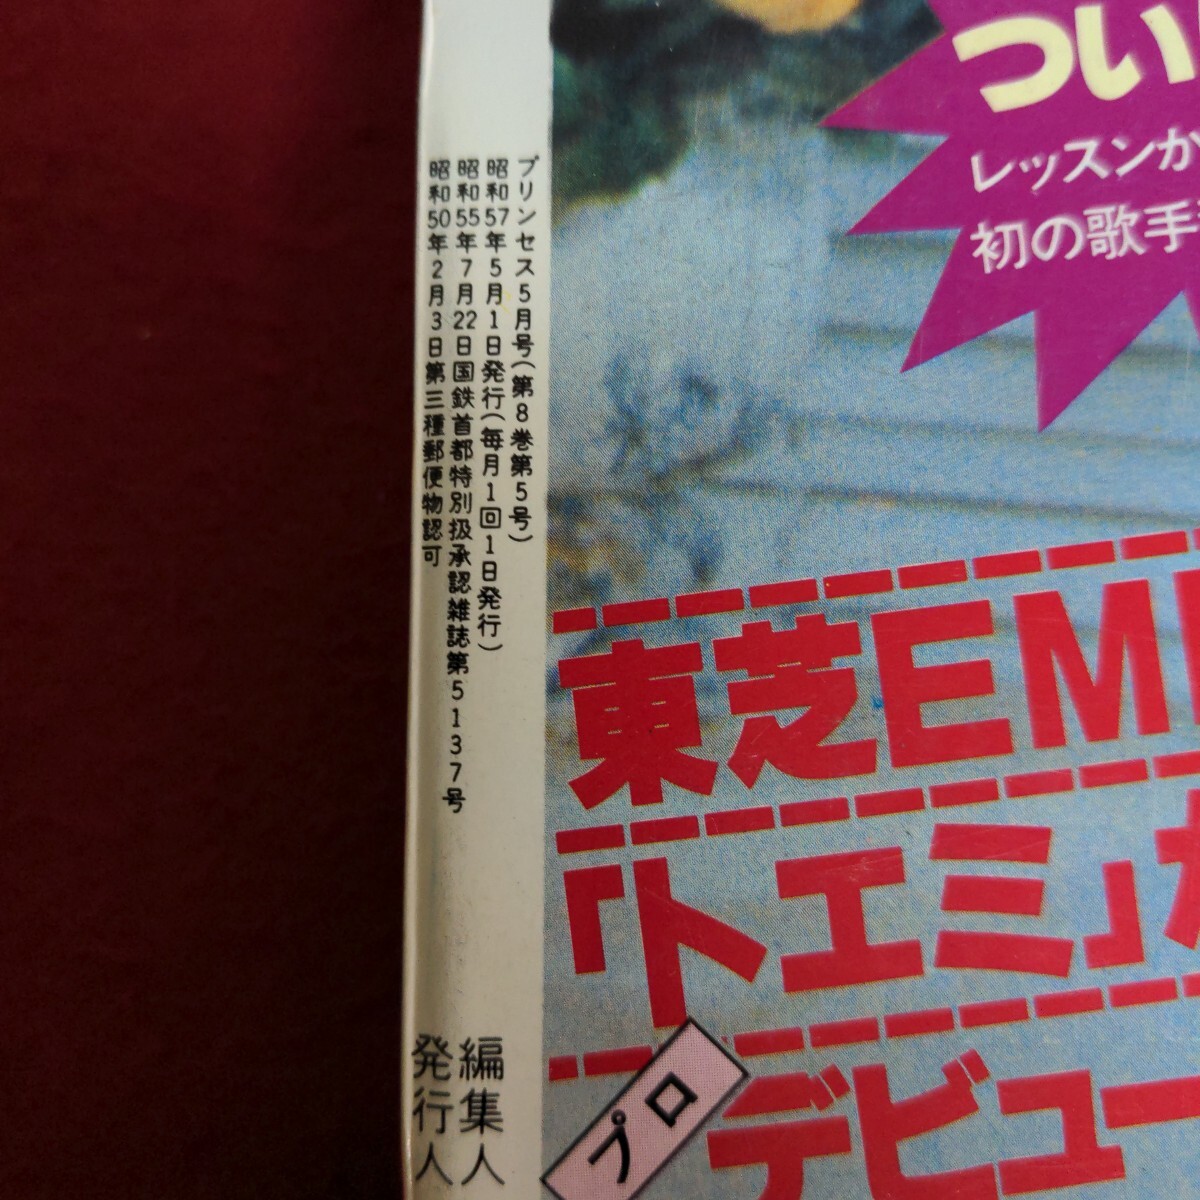 プリンセス5月号(第8巻第5号)
昭和57年5月1日発行(毎月1回1日発行)
昭和55年7月22日国鉄首都特別扱承認雑誌第5137号
昭和50年2月3日第三種郵便物認可
編集人
発行人
つい
レッスンか
初の歌手
東芝EM
「トエミ」が
プロ
デビュー